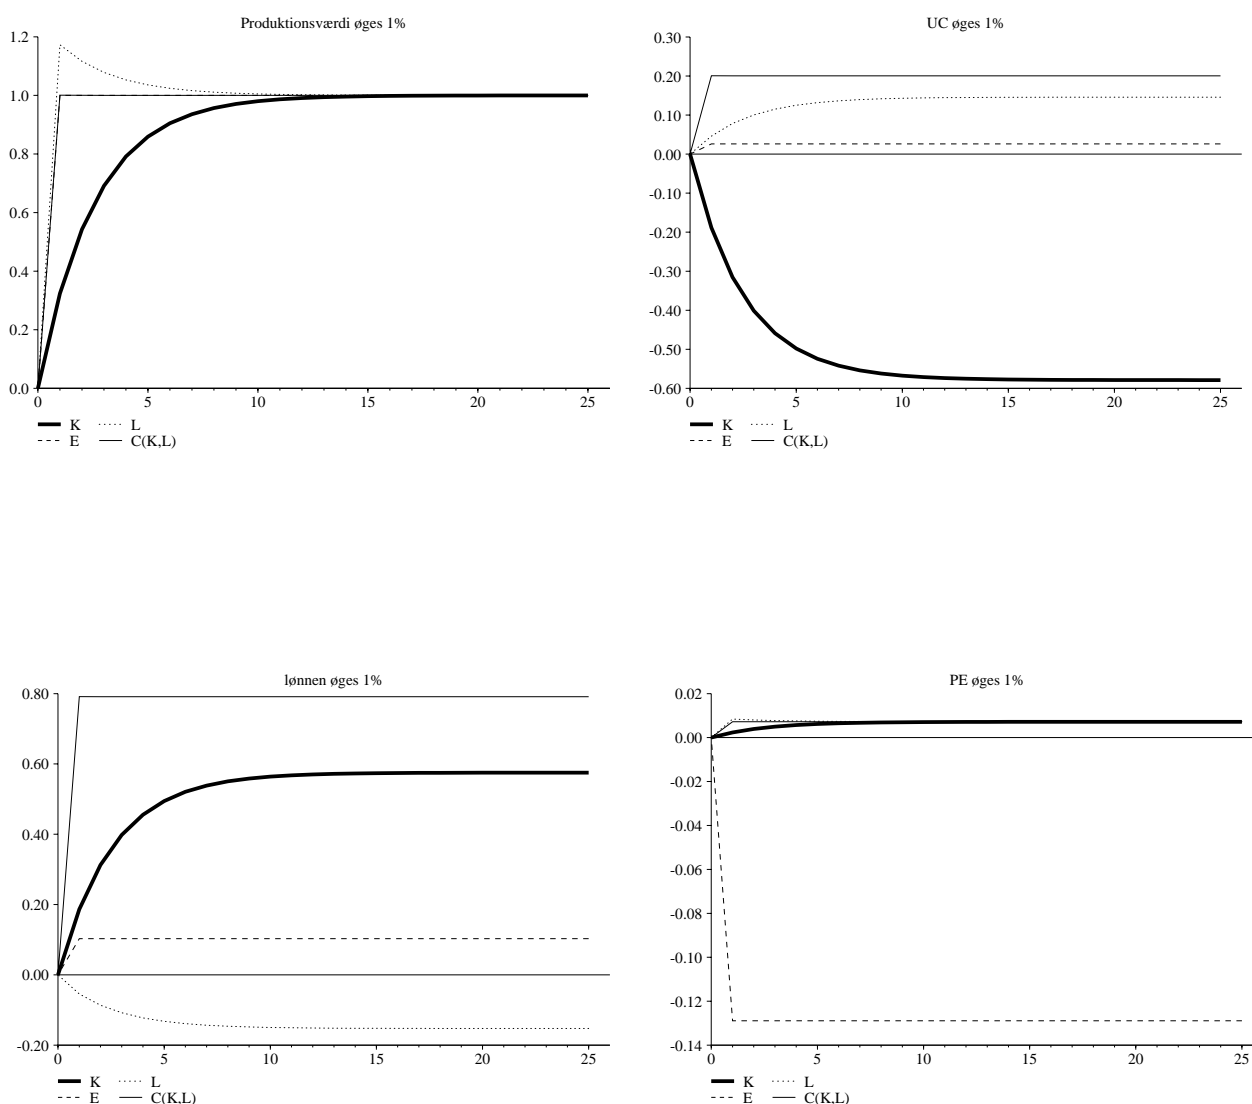 Produktionsværdi øges 1%
1.2
1.0
0.8
0.6
0.4
0.2
0.0
0 5 10 15 20 25
K L
E C(K,L)
UC øges 1%
0.30
0.20
0.10
0.00
-0.10
-0.20
-0.30
-0.40
-0.50
-0.60
0 5 10 15 20 25
K L
E C(K,L)
lønnen øges 1%
0.80
0.60
0.40
0.20
0.00
-0.20
0 5 10 15 20 25
K L
E C(K,L)
PE øges 1%
0.02
0.00
-0.02
-0.04
-0.06
-0.08
-0.10
-0.12
-0.14
0 5 10 15 20 25
K L
E C(K,L)